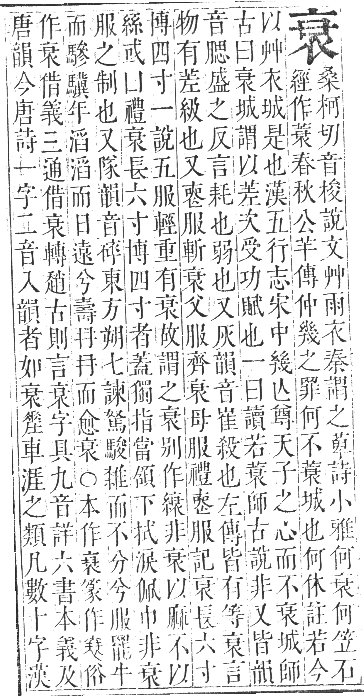 衰
桑柯切音梭說文艸雨衣秦謂之萆詩小雅何衰何笠石
經作蓑春秋公羊傳仲幾之罪何不蓑城也何休註若今
以艸衣城是也漢五行志宋中幾亾尊天子之心而不衰城師
古曰衰城謂以差次受功賦也一曰讀若蓑師古說非又皆韻
音腮盛之反言耗也弱也又灰韻音崔殺也左傳皆有等衰言
物有差級也又喪服斬衰父服齊衰母服禮喪服記衰長六寸
博四寸一說五服輕重有衰故謂之衰别作縗非衰以麻不以
絲或凵禮衰長六寸博四寸者蓋獨指當領下拭淚佩巾非衰
服之制也又隊韻音碎東方朔七諫駑駿雜而不分兮服罷牛
而驂驥年滔滔而日遠兮壽冄冄而愈衰○本作篆作俗
作衰借義三通借衰轉趙古則言衰字具九音詳六書本義及
唐韻今唐詩一字二音入韻者如衰釐車涯之類凡數十字漢